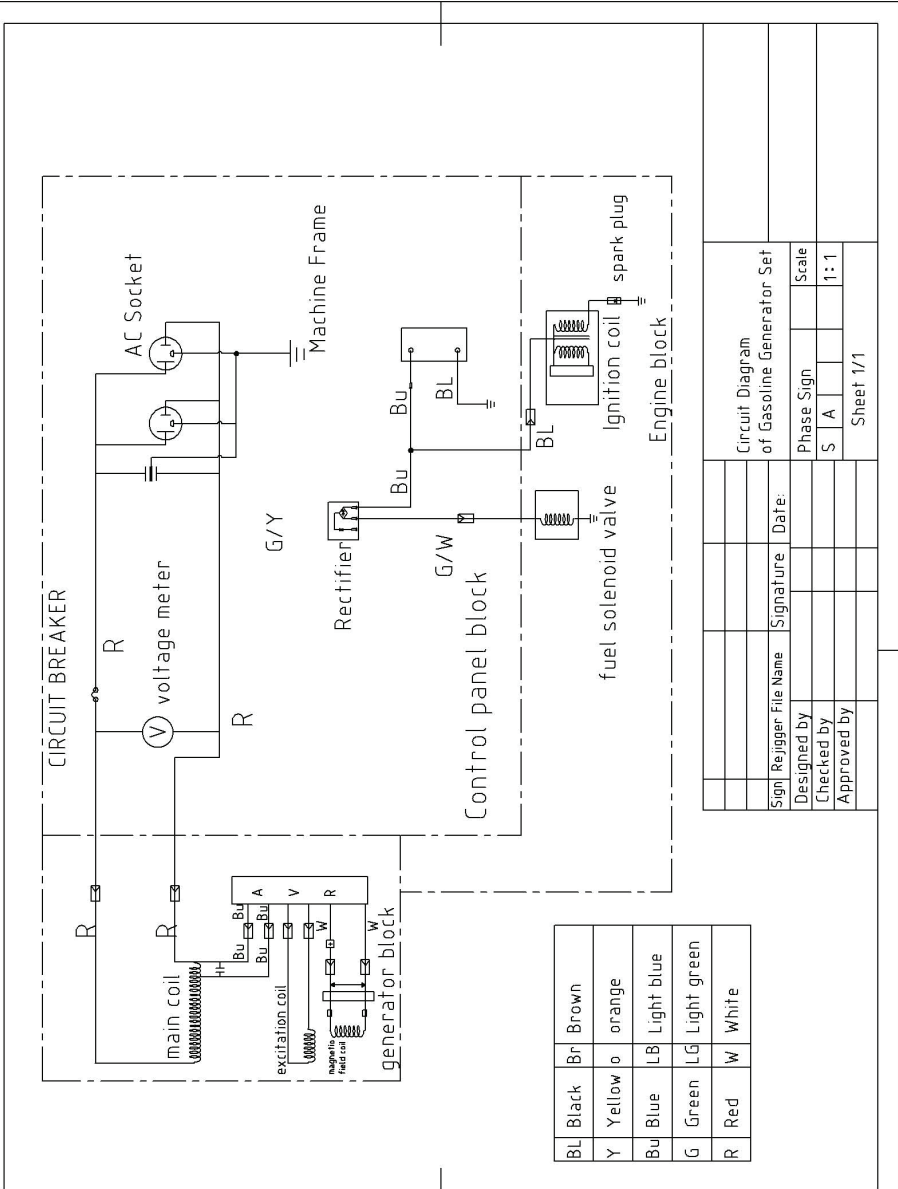 CIRCUIT BREAKER
R
voltage meter
V
R
AC Socket
Machine Frame
G/Y
Rectifier
Bu
Bu
BL
G/W
BL
Control panel block
R
R
main coil
Bu
Bu
Bu
Bu
A
V
R
W
W
excitation coil
magnetio
field coil
generator block
fuel solenoid valve
Ignition coil
spark plug
Engine block
BL Black Br Brown
Y Yellow o orange
Bu Blue LB Light blue
G Green LG Light green
R Red W White
Sign Rejigger File Name Signature Date:
Designed by
Checked by
Approved by
Circuit Diagram
of Gasoline Generator Set
Phase Sign Scale
S A 1:1
Sheet 1/1